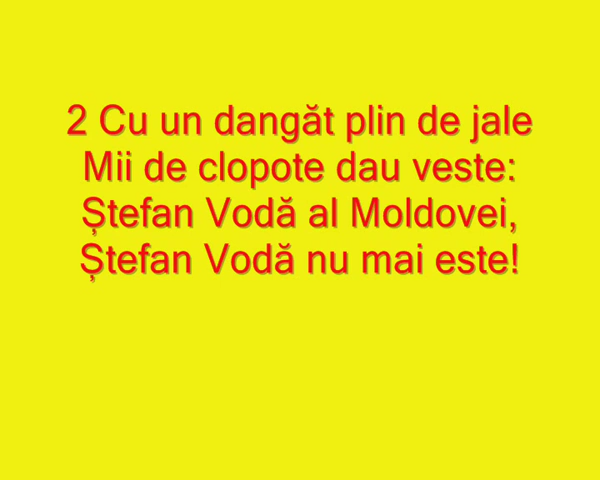 2 Cu un dangăt plin de jale
Mii de clopote dau veste:
Ștefan Vodă al Moldovei,
Ștefan Vodă nu mai este!